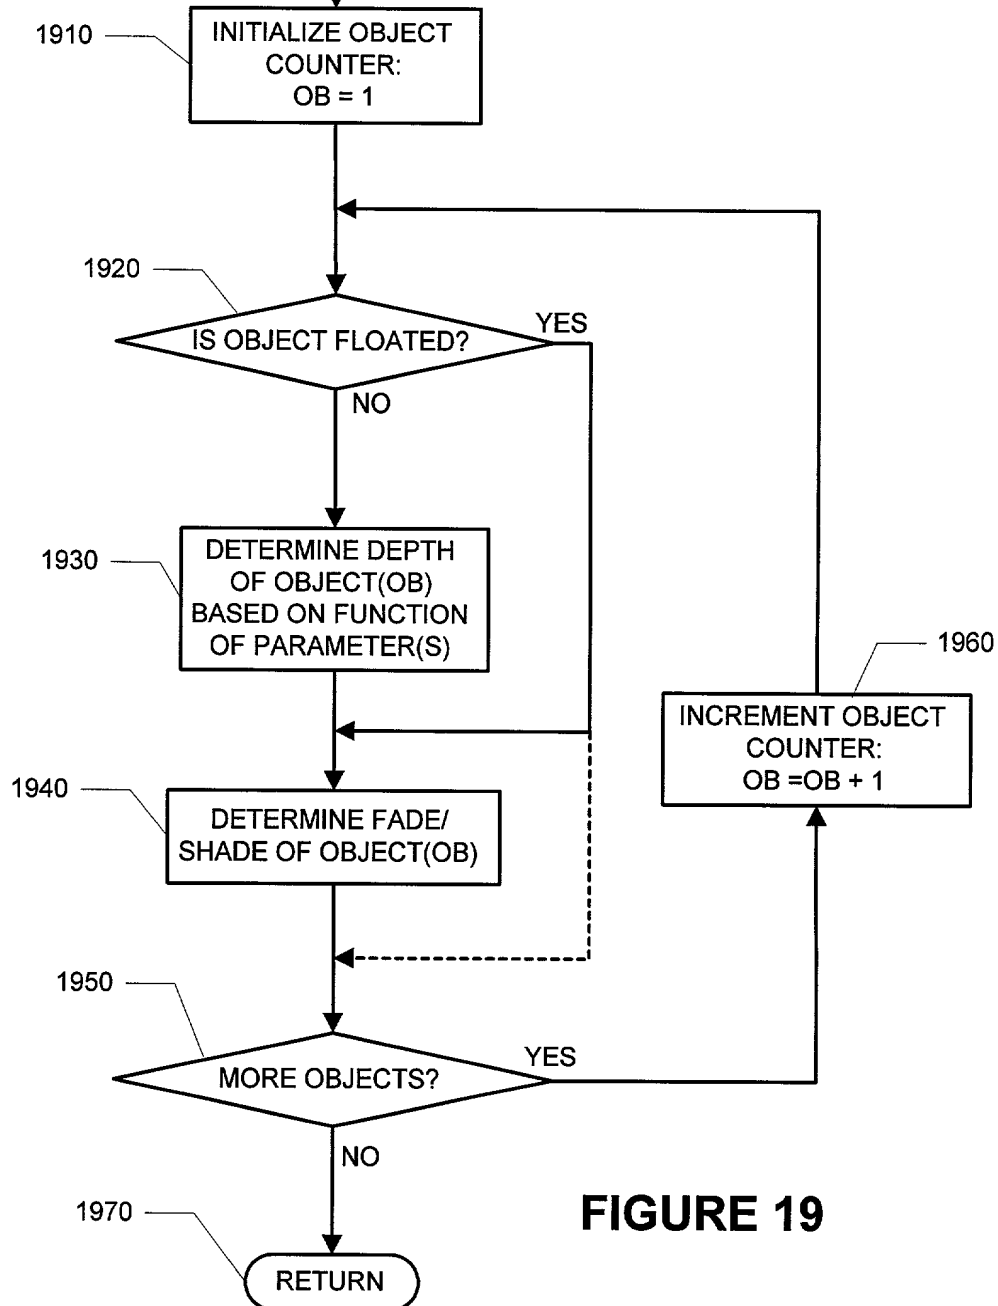 1910
INITIALIZE OBJECT
COUNTER:
OB = 1
1920
IS OBJECT FLOATED?
YES
NO
1930
DETERMINE DEPTH
OF OBJECT(OB)
BASED ON FUNCTION
OF PARAMETER(S)
1960
INCREMENT OBJECT
COUNTER:
OB =OB + 1
1940
DETERMINE FADE/
SHADE OF OBJECT(OB)
1950
MORE OBJECTS?
YES
NO
1970
RETURN
FIGURE 19